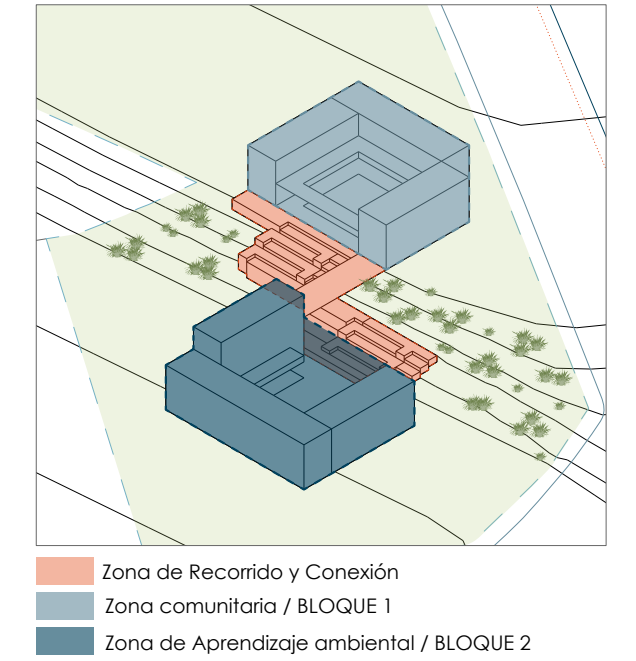 Zona de Recorrido y Conexión
Zona comunitaria / BLOQUE 1
Zona de Aprendizaje ambiental / BLOQUE 2